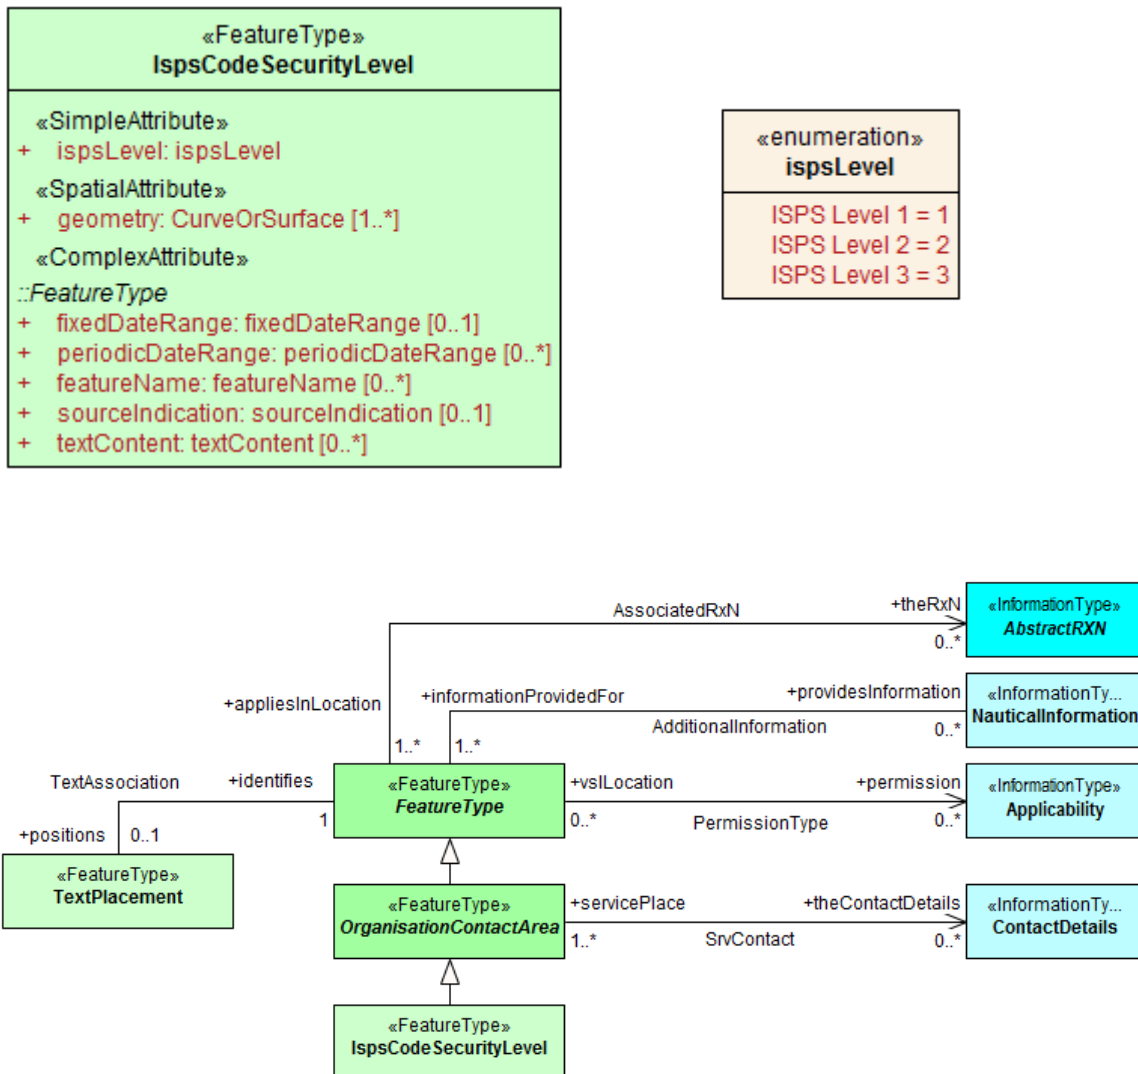 «FeatureType»
IspsCodeSecurityLevel
«SimpleAttribute»
+ ispsLevel: ispsLevel
«SpatialAttribute»
+ geometry: CurveOrSurface [1..*]
«ComplexAttribute»
::FeatureType
+ fixedDateRange: fixedDateRange [0..1]
+ periodicDateRange: periodicDateRange [0..*]
+ featureName: featureName [0..*]
+ sourceIndication: sourceIndication [0..1]
+ textContent: textContent [0..*]
«enumeration»
ispsLevel
ISPS Level 1 = 1
ISPS Level 2 = 2
ISPS Level 3 = 3
AssociatedRxN
+theRxN
0..*
«InformationType»
AbstractRXN
+appliesInLocation
1..*
+informationProvidedFor
1..*
AdditionalInformation
+providesInformation
0..*
«InformationTy...
NauticalInformation
TextAssociation
+identifies
1
+positions
0..1
«FeatureType»
TextPlacement
«FeatureType»
FeatureType
+vslLocation
0..*
PermissionType
+permission
0..*
«InformationType»
Applicability
«FeatureType»
OrganisationContactArea
+servicePlace
1..*
SrvContact
+theContactDetails
0..*
«InformationTy...
ContactDetails
«FeatureType»
IspsCodeSecurityLevel